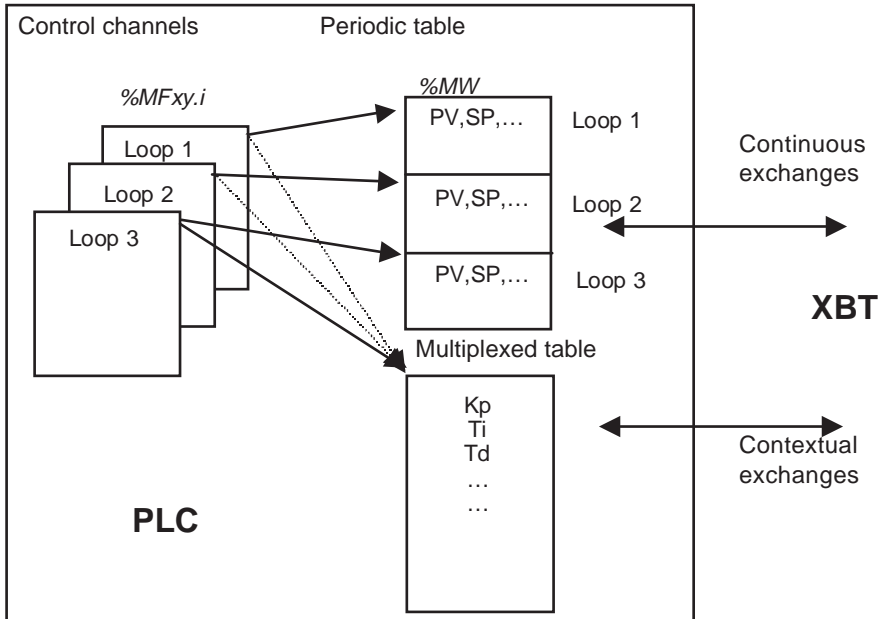 Control channels
Periodic table
%MFxy.i
%MW
Loop 1
Loop 2
Loop 3
PV,SP,…
Loop 1
PV,SP,…
Loop 2
PV,SP,…
Loop 3
Continuous
exchanges
XBT
Multiplexed table
Kp
Ti
Td
…
…
Contextual
exchanges
PLC